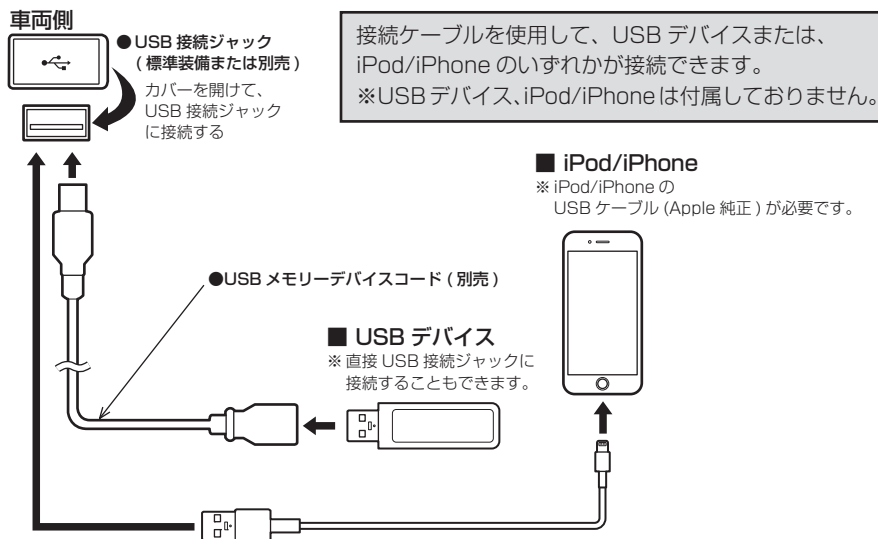 車両側
●USB 接続ジャック
(標準装備または別売)
カバーを開けて、
USB 接続ジャック
に接続する
接続ケーブルを使用して、USB デバイスまたは、
iPod/iPhone のいずれかが接続できます。
※USBデバイス、iPod/iPhoneは付属しておりません。
■ iPod/iPhone
※ iPod/iPhone の
USB ケーブル (Apple 純正) が必要です。
●USB メモリーデバイスコード (別売)
■ USB デバイス
※ 直接 USB 接続ジャックに
接続することもできます。